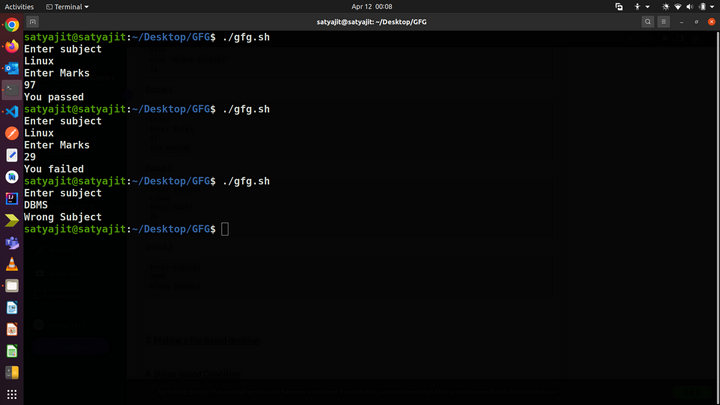 Activities
Terminal
Apr 12 00:08
satyajit@satyajit: ~/Desktop/GFG
satyajit@satyajit:~/Desktop/GFG$ ./gfg.sh
Enter subject
Linux
Enter Marks
97
You passed
satyajit@satyajit:~/Desktop/GFG$ ./gfg.sh
Enter subject
Linux
Enter Marks
29
You failed
satyajit@satyajit:~/Desktop/GFG$ ./gfg.sh
Enter subject
DBMS
Wrong Subject
satyajit@satyajit:~/Desktop/GFG$